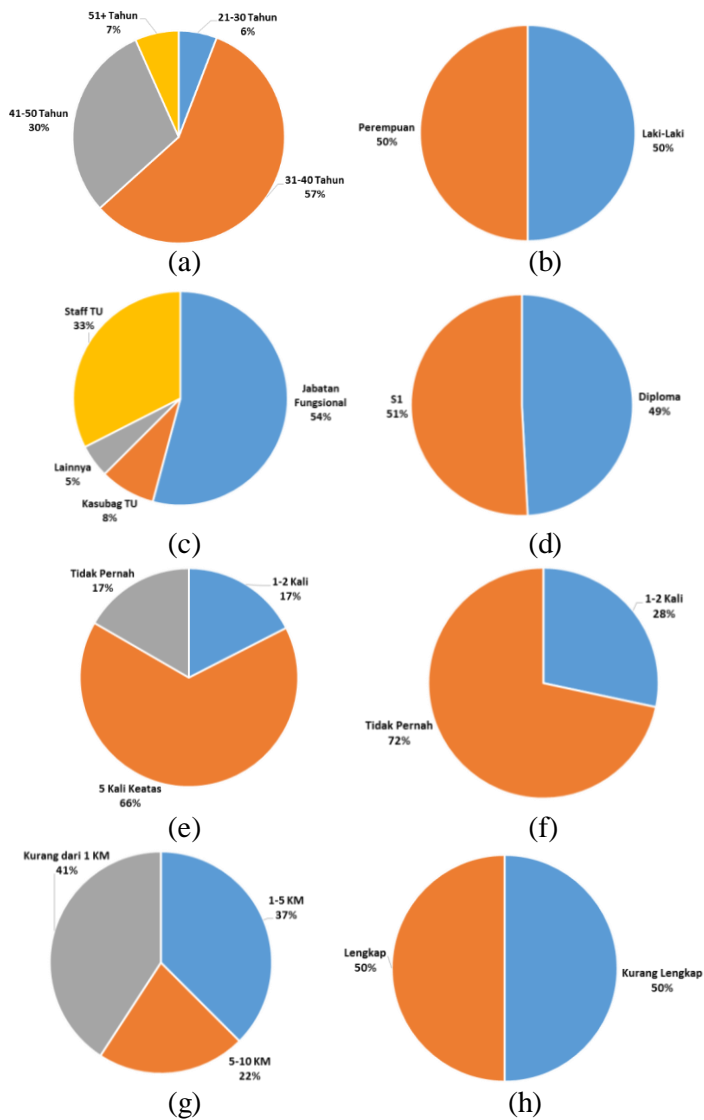 51+ Tahun
7%
21-30 Tahun
6%
41-50 Tahun
30%
31-40 Tahun
57%
(a)
Perempuan
50%
Laki-Laki
50%
(b)
Staff TU
33%
Jabatan
Fungsional
54%
Lainnya
5%
Kasubag TU
8%
(c)
S1
51%
Diploma
49%
(d)
Tidak Pernah
17%
1-2 Kali
17%
5 Kali Keatas
66%
(e)
1-2 Kali
28%
Tidak Pernah
72%
(f)
Kurang dari 1 KM
41%
1-5 KM
37%
5-10 KM
22%
(g)
Lengkap
50%
Kurang Lengkap
50%
(h)